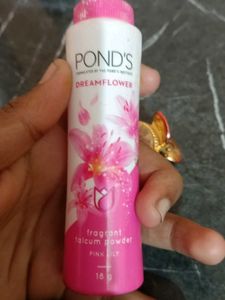 POND'S
DREAMFLOWER
fragrant
talcum powder
PINK LILY
18 g